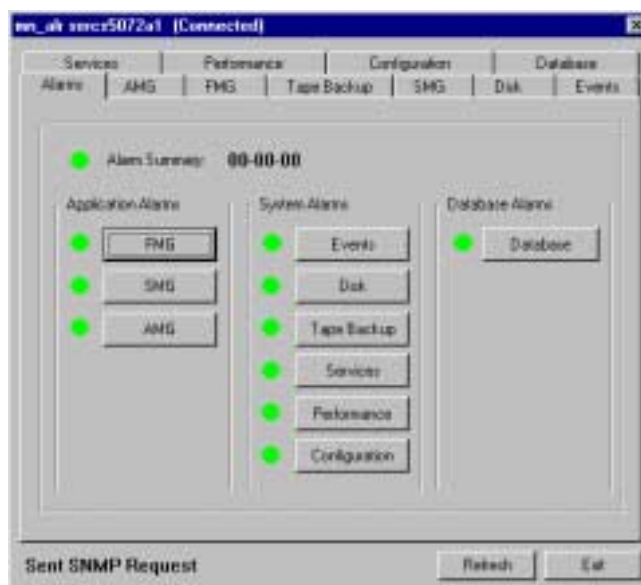 mn_alr sercs5072a1 (Connected)
Services Performance Configuration Database
Alarms AMG FMG Tape Backup SMG Disk Events
Alarm Summary: 00-00-00
Application Alarms System Alarms Database Alarms
FMG Events Database
SMG Disk
AMG Tape Backup
Services
Performance
Configuration
Sent SNMP Request Refresh Exit